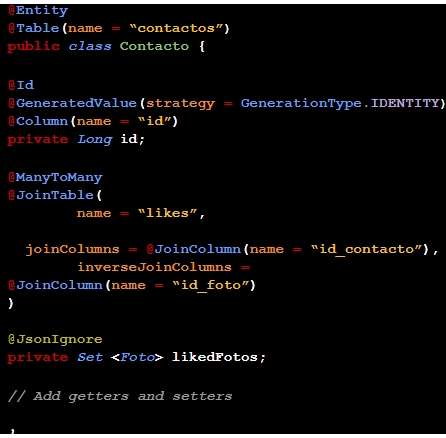 @Entity
@Table(name = “contactos”)
public class Contacto {
@Id
@GeneratedValue(strategy = GenerationType.IDENTITY)
@Column(name = “id”)
private Long id;
@ManyToMany
@JoinTable(
name = “likes”,
joinColumns = @JoinColumn(name = “id_contacto”),
inverseJoinColumns =
@JoinColumn(name = “id_foto”)
)
@JsonIgnore
private Set <Foto> likedFotos;
// Add getters and setters